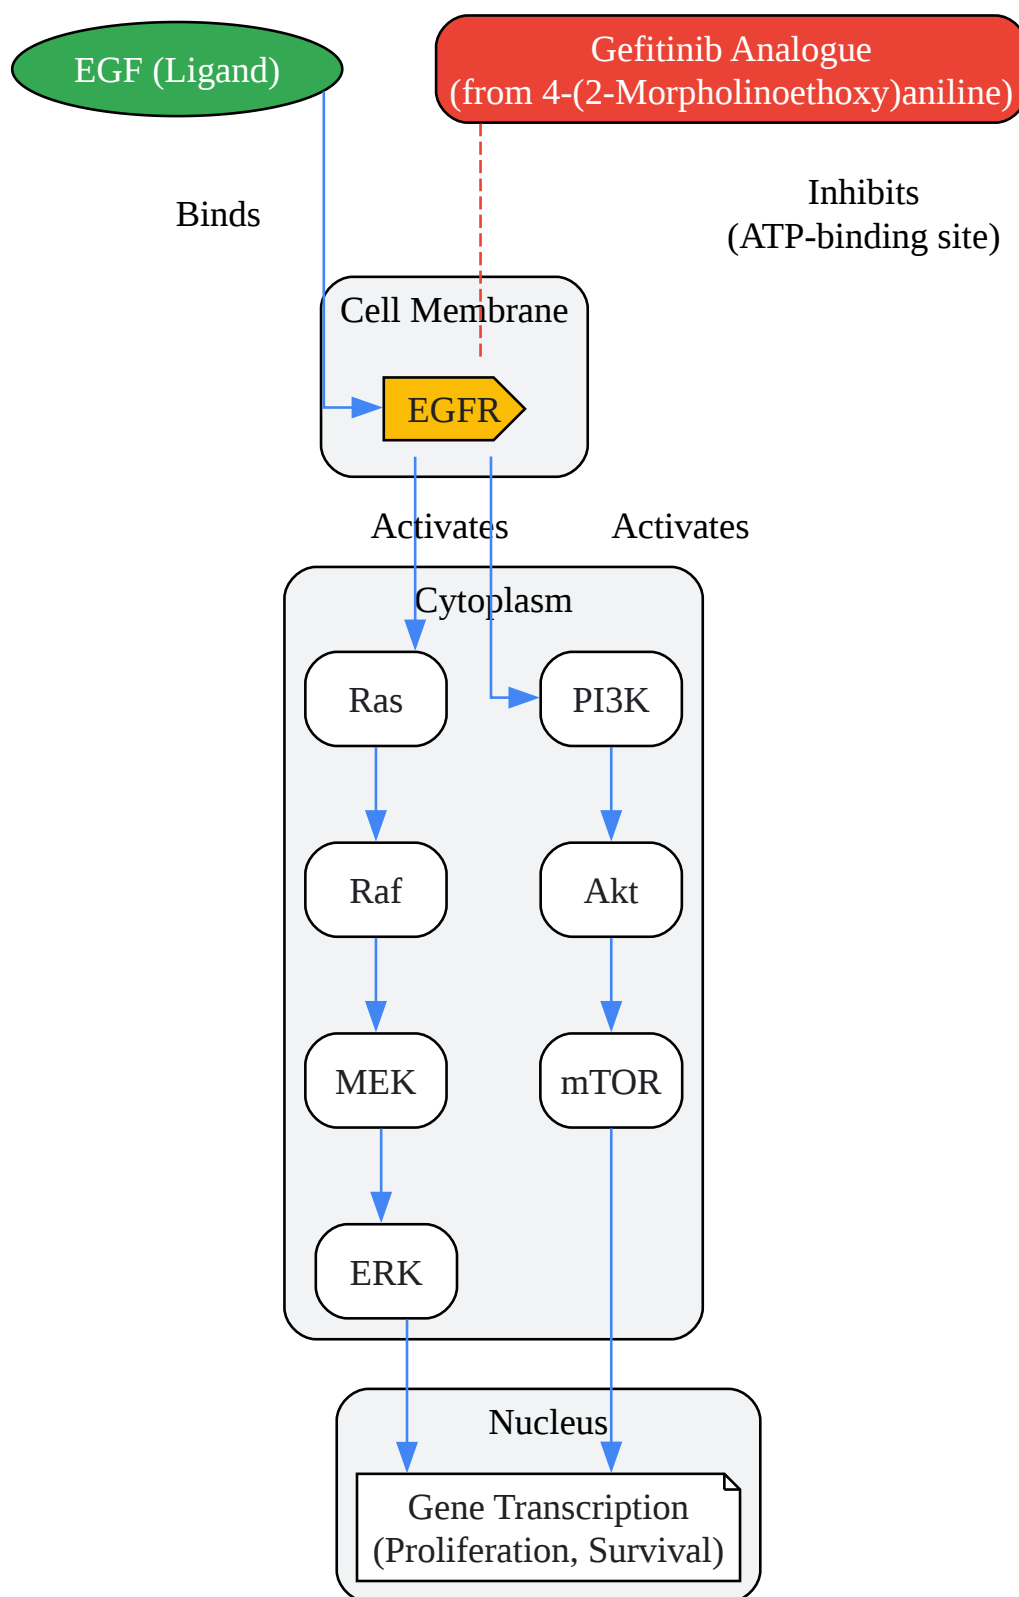 EGF (Ligand)
Gefitinib Analogue
(from 4-(2-Morpholinoethoxy)aniline)
Binds
Inhibits
(ATP-binding site)
Cell Membrane
EGFR
Activates
Activates
Cytoplasm
Ras
PI3K
Raf
Akt
MEK
mTOR
ERK
Nucleus
Gene Transcription
(Proliferation, Survival)